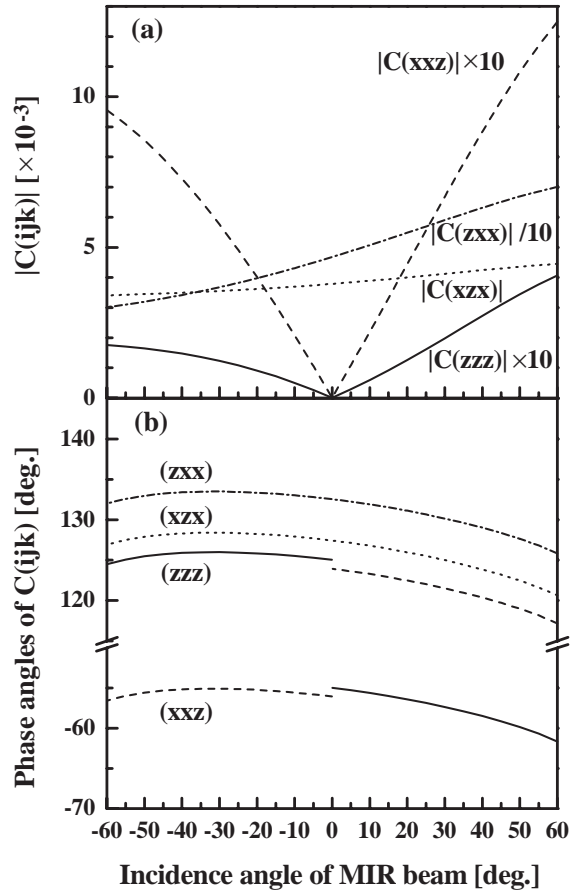 (a)
|C(xxz)|×10
|C(zxx)| /10
|C(xzx)|
|C(zzz)|×10
|C(ijk)| [×10-3]
10
5
0
(b)
(zxx)
(xzx)
(zzz)
(xxz)
Phase angles of C(ijk) [deg.]
140
130
120
-60
-70
-60 -50 -40 -30 -20 -10 0 10 20 30 40 50 60
Incidence angle of MIR beam [deg.]